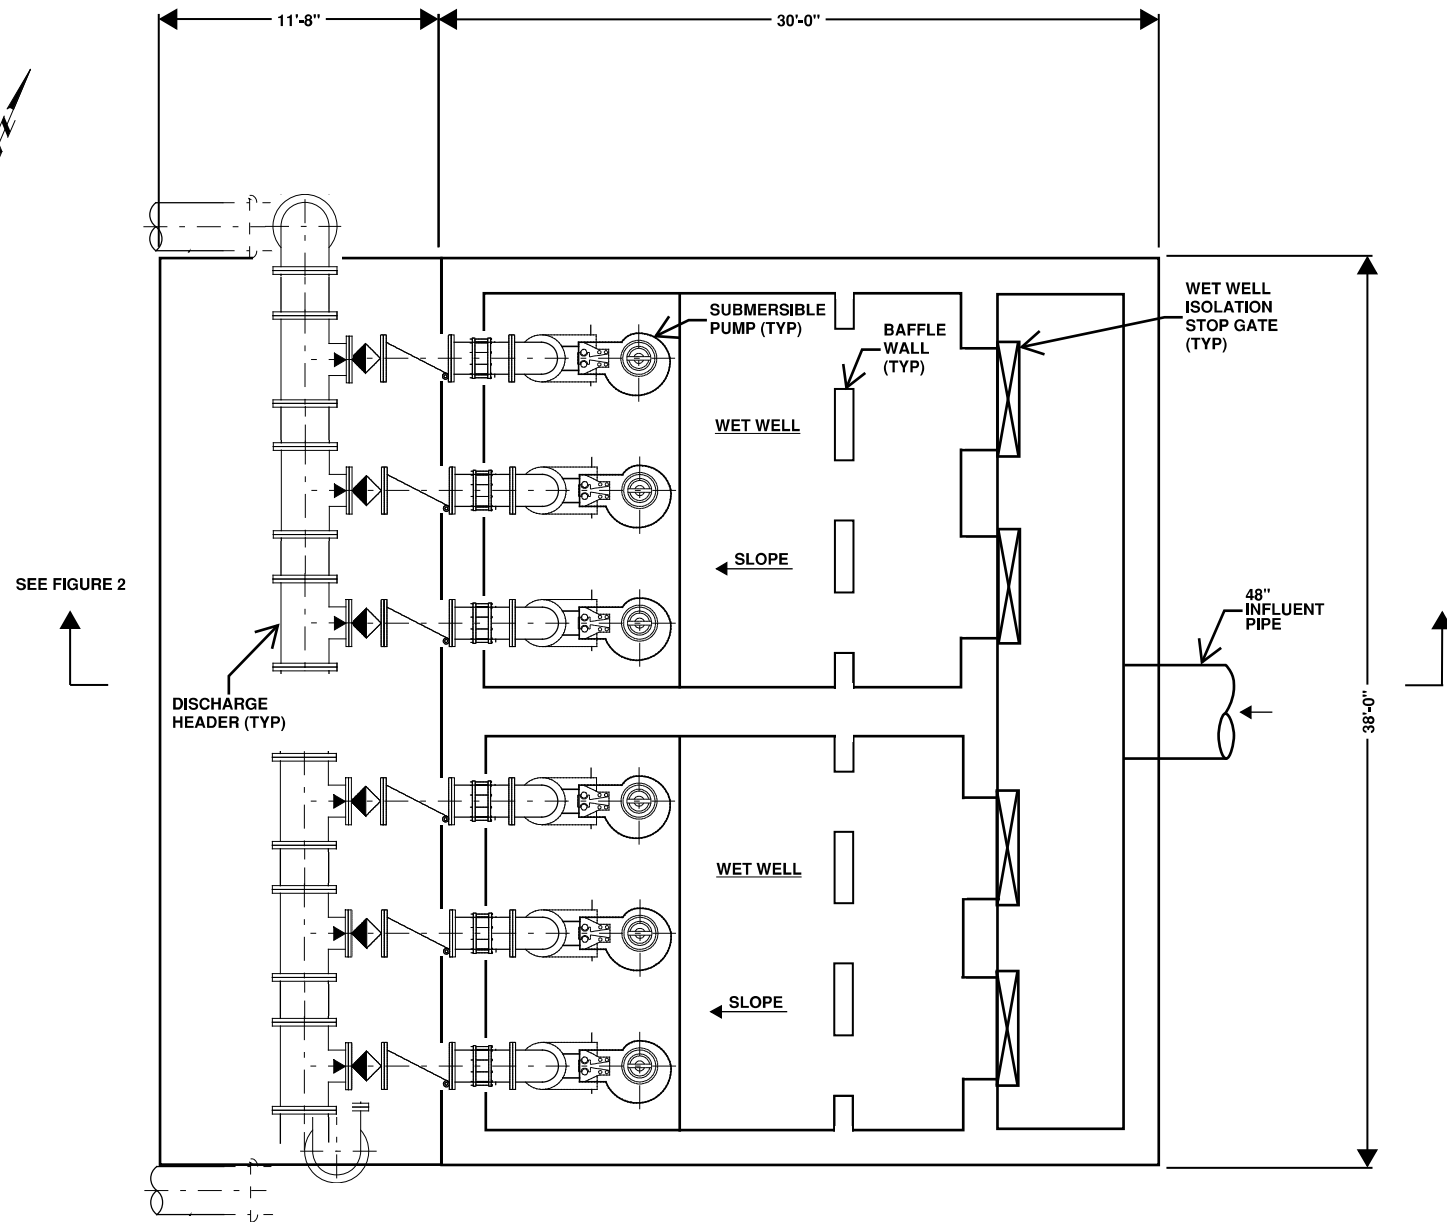 11'-8"
30'-0"
N
SUBMERSIBLE
PUMP (TYP)
BAFFLE
WALL
(TYP)
WET WELL
ISOLATION
STOP GATE
(TYP)
WET WELL
SLOPE
SEE FIGURE 2
48"
INFLUENT
PIPE
DISCHARGE
HEADER (TYP)
38'-0"
WET WELL
SLOPE